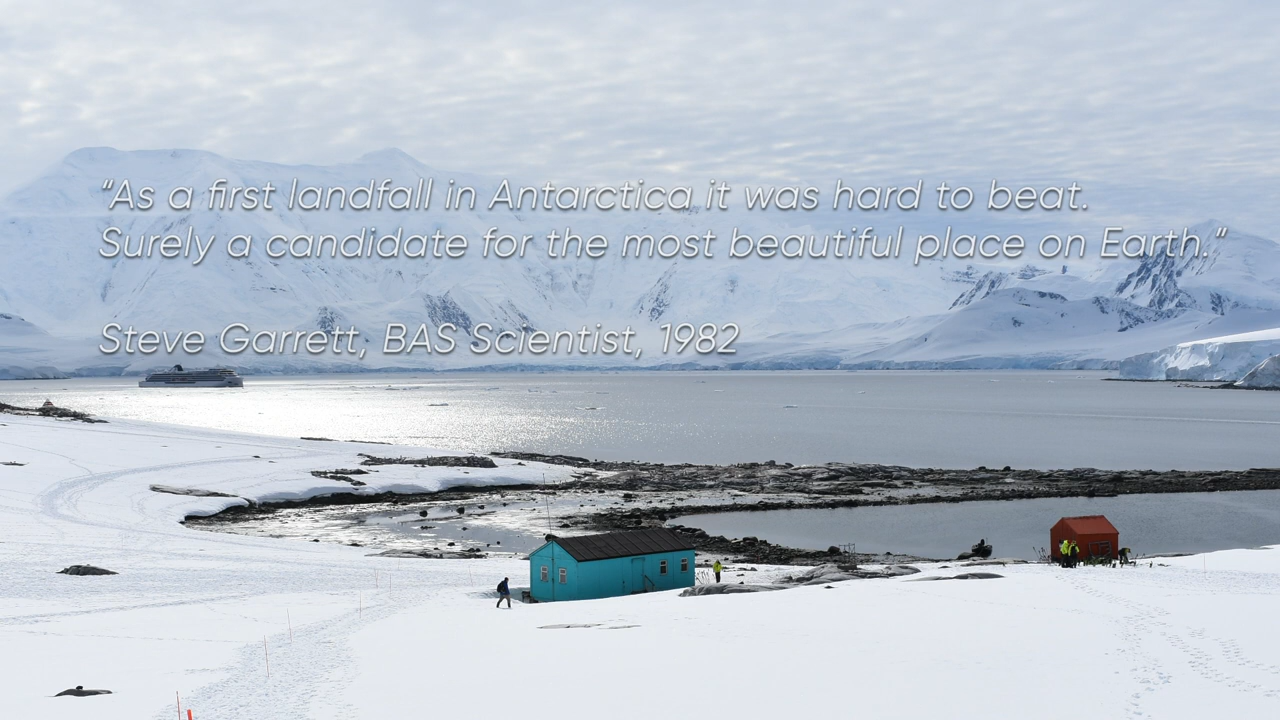 “As a first landfall in Antarctica it was hard to beat.
Surely a candidate for the most beautiful place on Earth.”
Steve Garrett, BAS Scientist, 1982